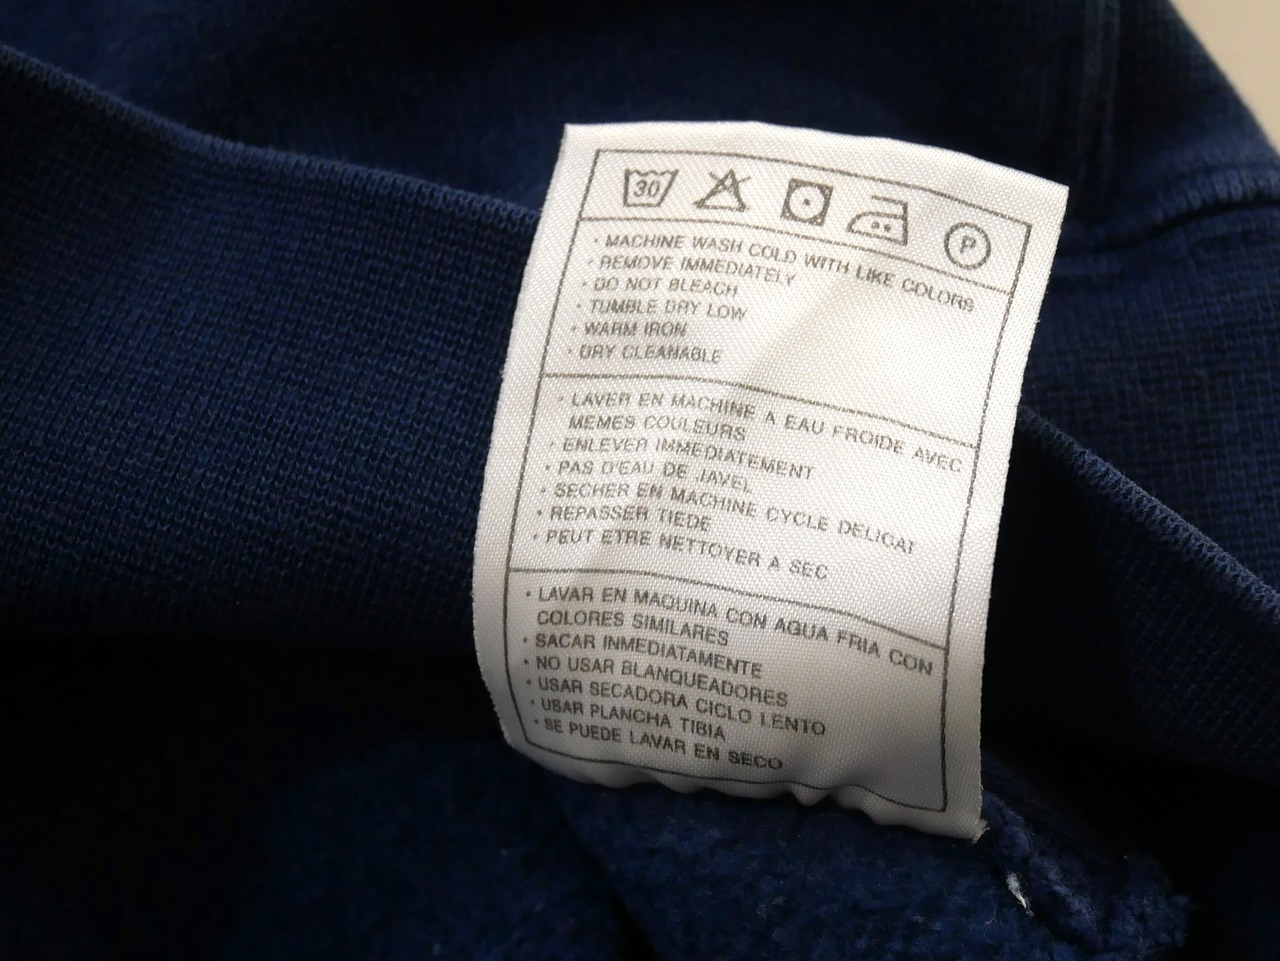 30 P
· MACHINE WASH COLD WITH LIKE COLORS
· REMOVE IMMEDIATELY
· DO NOT BLEACH
· TUMBLE DRY LOW
· WARM IRON
· DRY CLEANABLE
· LAVER EN MACHINE A EAU FROIDE AVEC
MEMES COULEURS
· ENLEVER IMMEDIATEMENT
· PAS D'EAU DE JAVEL
· SECHER EN MACHINE CYCLE DELICAT
· REPASSER TIEDE
· PEUT ETRE NETTOYER A SEC
· LAVAR EN MAQUINA CON AGUA FRIA CON
COLORES SIMILARES
· SACAR INMEDIATAMENTE
· NO USAR BLANQUEADORES
· USAR SECADORA CICLO LENTO
· USAR PLANCHA TIBIA
· SE PUEDE LAVAR EN SECO